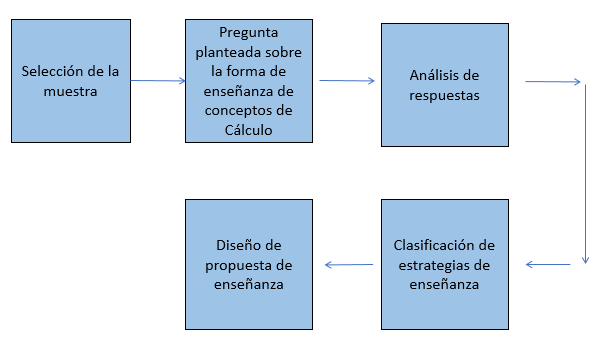 Selección de la
muestra
Pregunta
planteada sobre
la forma de
enseñanza de
conceptos de
Cálculo
Análisis de
respuestas
Clasificación de
estrategias de
enseñanza
Diseño de
propuesta de
enseñanza